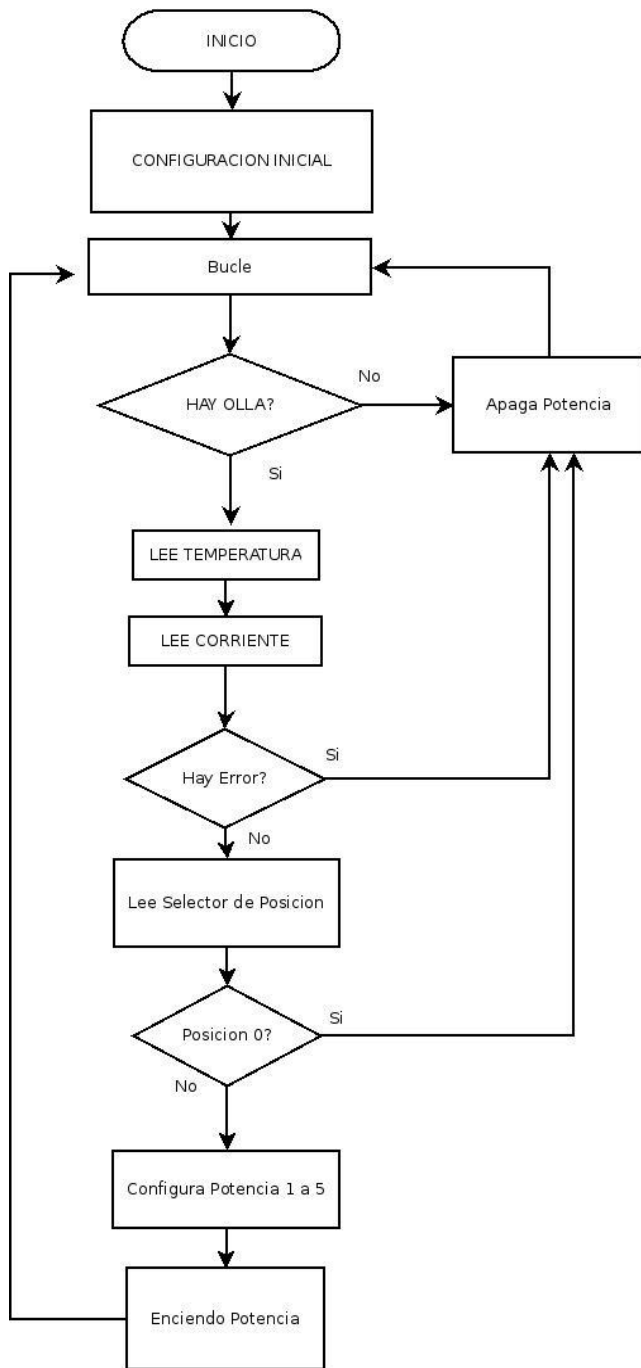 INICIO
CONFIGURACION INICIAL
Bucle
HAY OLLA?
No
Apaga Potencia
Si
LEE TEMPERATURA
LEE CORRIENTE
Hay Error?
Si
No
Lee Selector de Posicion
Posicion 0?
Si
No
Configura Potencia 1 a 5
Enciendo Potencia